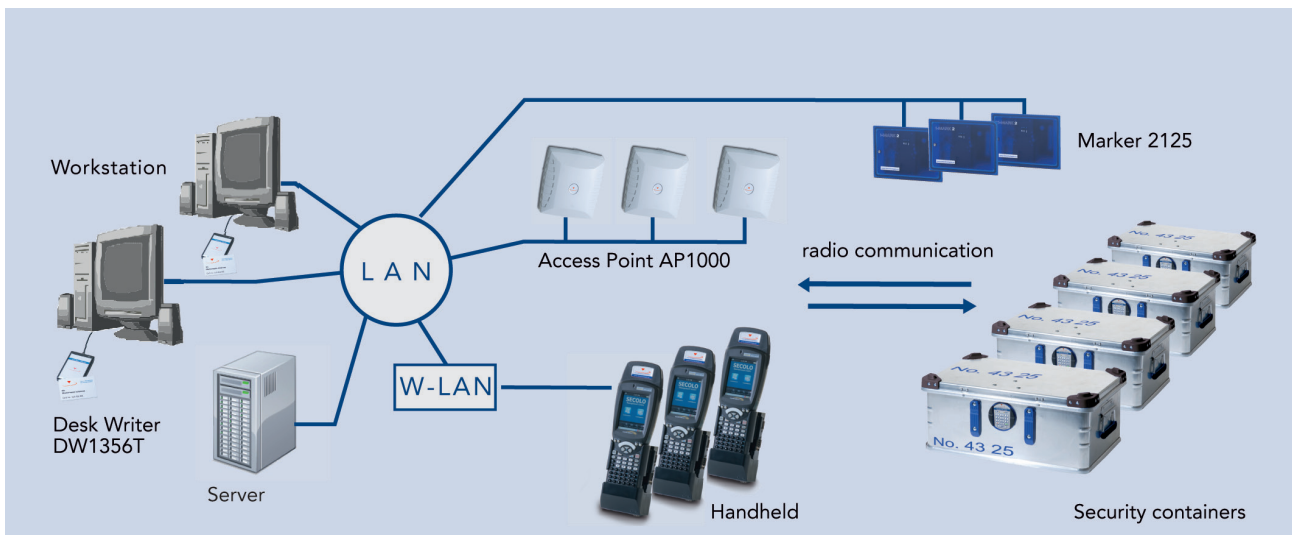 Workstation
Marker 2125
LAN
Access Point AP1000
radio communication
W-LAN
Desk Writer
DW1356T
Server
Handheld
SECOLO
SECOLO
SECOLO
No. 43 25
No. 43 25
No. 43 25
No. 43 25
No. 43 25
Security containers